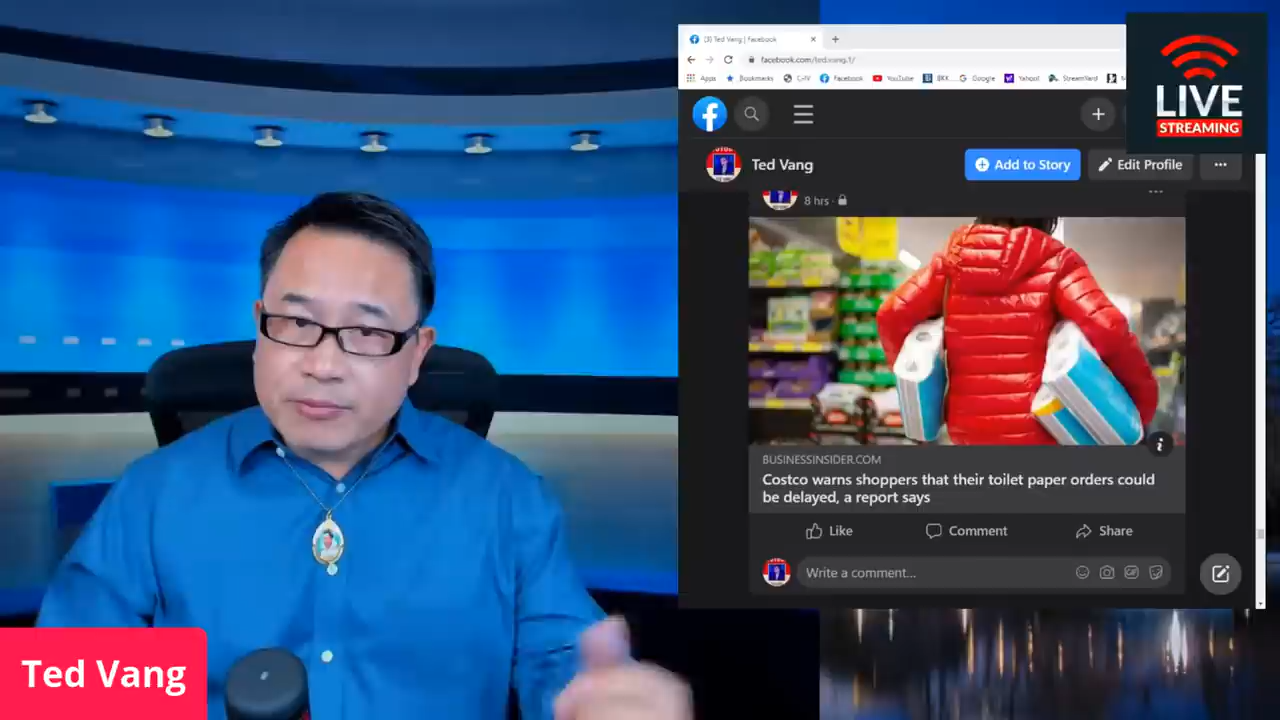 (3) Ted Vang | Facebook
facebook.com/ted.vang.1/
Apps Bookmarks Facebook YouTube Google Yahoo! StreamYard
LIVE
STREAMING
Ted Vang
Add to Story
Edit Profile
8 hrs
BUSINESSINSIDER.COM
Costco warns shoppers that their toilet paper orders could
be delayed, a report says
Like
Comment
Share
Write a comment...
GIF
Ted Vang